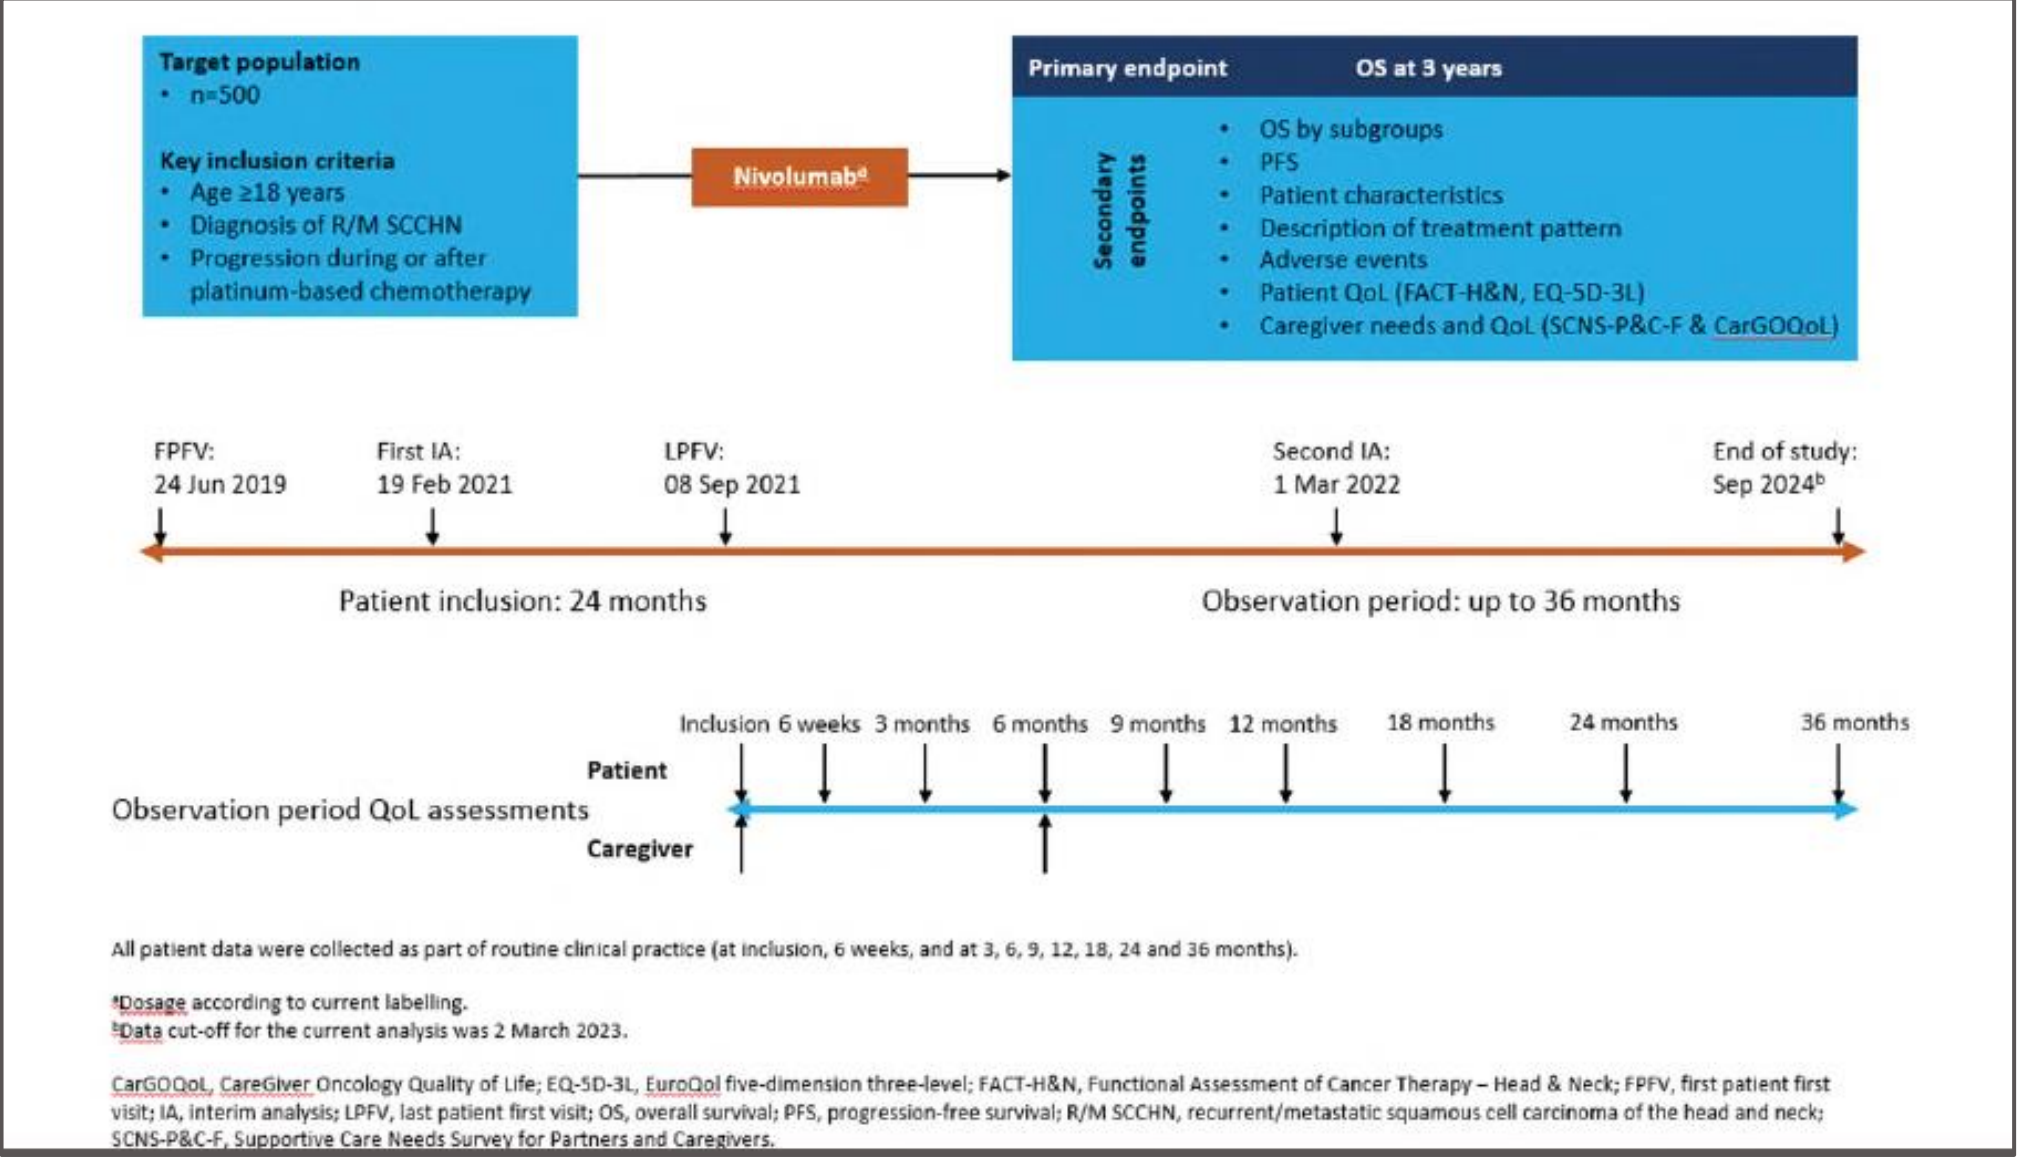 Target population
• n=500
Key inclusion criteria
• Age ≥18 years
• Diagnosis of R/M SCCHN
• Progression during or after
platinum-based chemotherapy
Nivolumabᵃ
Primary endpoint OS at 3 years
Secondary
endpoints
• OS by subgroups
• PFS
• Patient characteristics
• Description of treatment pattern
• Adverse events
• Patient QoL (FACT-H&N, EQ-5D-3L)
• Caregiver needs and QoL (SCNS-P&C-F & CarGOQoL)
FPFV:
24 Jun 2019
First IA:
19 Feb 2021
LPFV:
08 Sep 2021
Second IA:
1 Mar 2022
End of study:
Sep 2024ᵇ
Patient inclusion: 24 months
Observation period: up to 36 months
Inclusion 6 weeks 3 months 6 months 9 months 12 months 18 months 24 months 36 months
Patient
Observation period QoL assessments
Caregiver
All patient data were collected as part of routine clinical practice (at inclusion, 6 weeks, and at 3, 6, 9, 12, 18, 24 and 36 months).
ᵃDosage according to current labelling.
ᵇData cut-off for the current analysis was 2 March 2023.
CarGOQoL, CareGiver Oncology Quality of Life; EQ-5D-3L, EuroQol five-dimension three-level; FACT-H&N, Functional Assessment of Cancer Therapy – Head & Neck; FPFV, first patient first
visit; IA, interim analysis; LPFV, last patient first visit; OS, overall survival; PFS, progression-free survival; R/M SCCHN, recurrent/metastatic squamous cell carcinoma of the head and neck;
SCNS-P&C-F, Supportive Care Needs Survey for Partners and Caregivers.